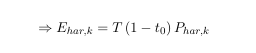 ⇒ E_{har,k} = T (1 − t_0) P_{har,k}